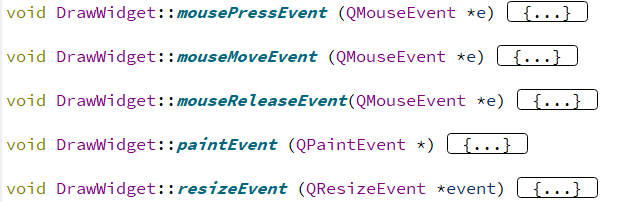 void DrawWidget::mousePressEvent (QMouseEvent *e) {...}
void DrawWidget::mouseMoveEvent (QMouseEvent *e) {...}
void DrawWidget::mouseReleaseEvent(QMouseEvent *e) {...}
void DrawWidget::paintEvent (QPaintEvent *) {...}
void DrawWidget::resizeEvent (QResizeEvent *event) {...}